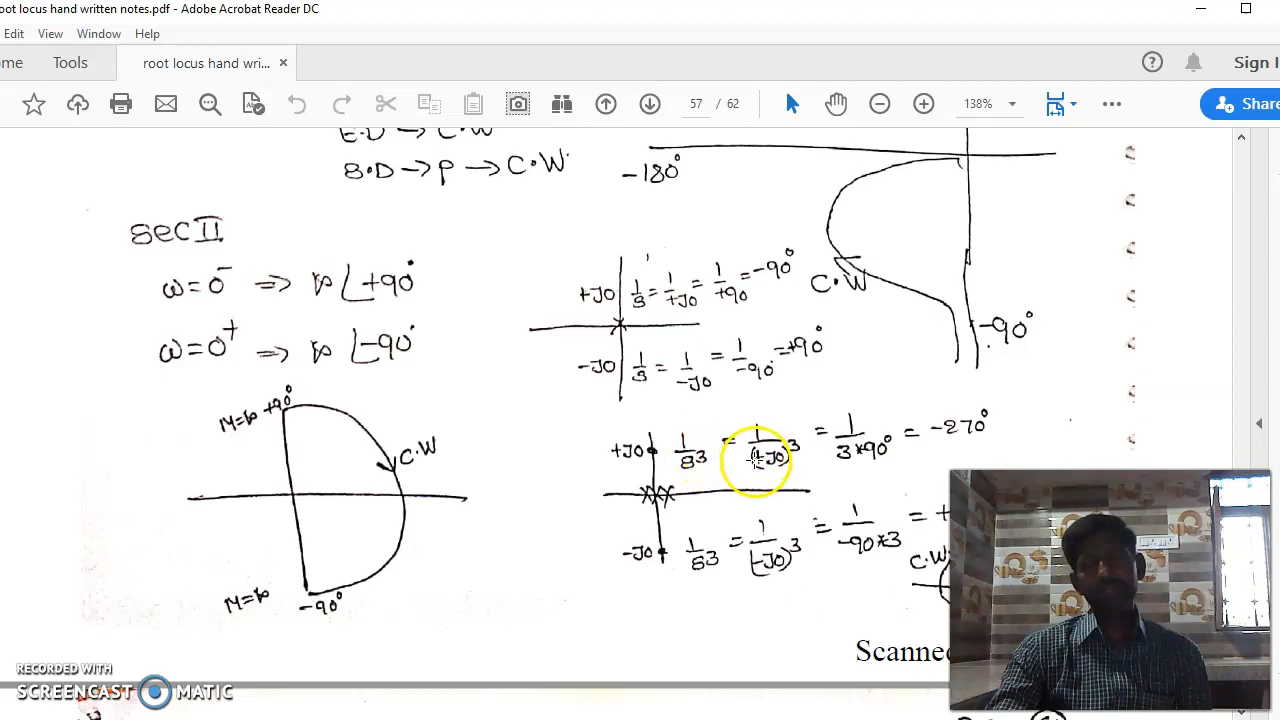 root locus hand written notes.pdf - Adobe Acrobat Reader DC
Edit View Window Help
ome Tools root locus hand wri... × Sign I
57 / 62 138% Share
E.D → C.W
S.D → P → C.W.
-180°
SEC II
ω=0⁻ => ∞ ∠+90°
ω=0⁺ => ∞ ∠-90°
+J0 1/S = 1/+J0 = 1/+90 = -90°
-J0 1/S = 1/-J0 = 1/-90° = +90°
C.W
-90°
M=∞ +90°
C.W
M=∞ -90°
+J0 1/S3 = 1/(+J0)3 = 1/3*90° = -270°
-J0 1/S3 = 1/(-J0)3 = 1/-90*3 = +
C.W
Scanne
RECORDED WITH
SCREENCAST MATIC